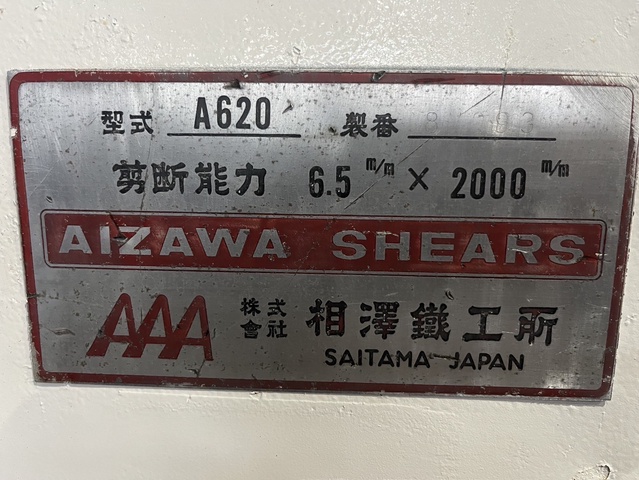 型式 A620 製番
剪断能力 6.5 m/m × 2000 m/m
AIZAWA SHEARS
AAA 株式會社 相澤鐵工所
SAITAMA JAPAN